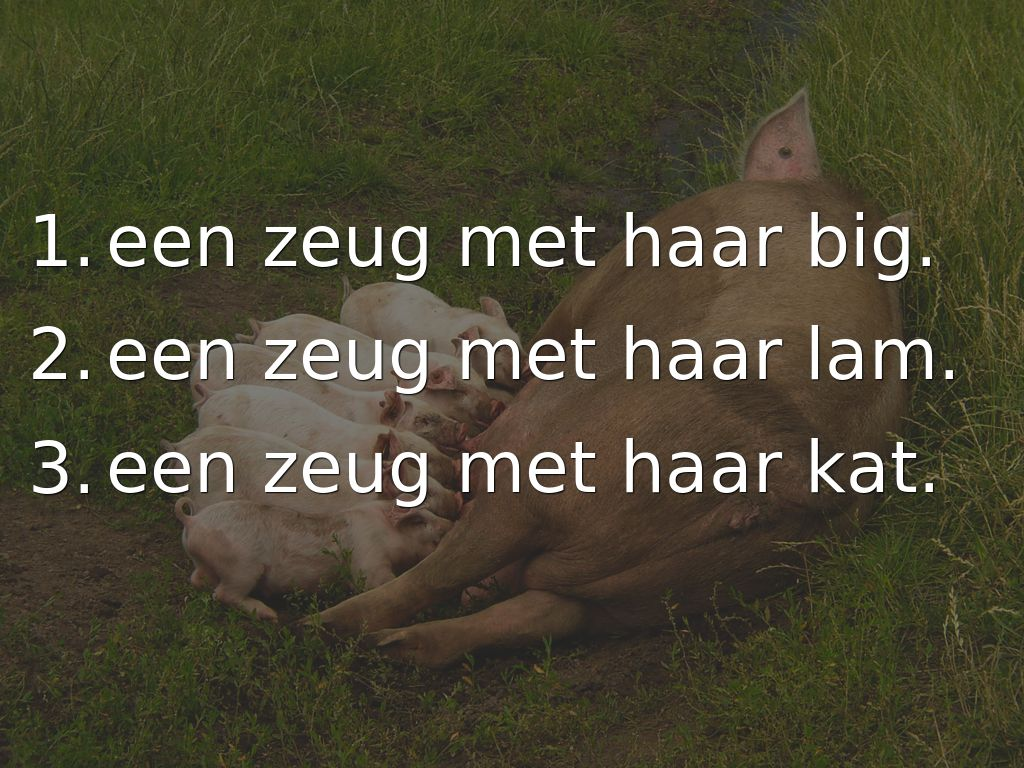 1. een zeug met haar big.
2. een zeug met haar lam.
3. een zeug met haar kat.